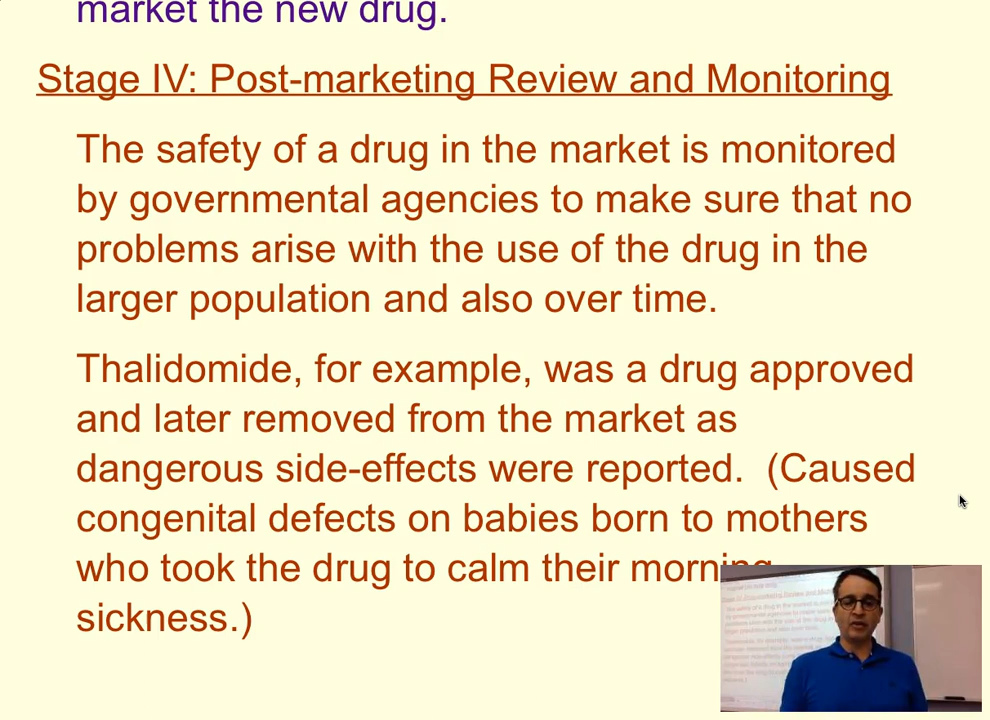 market the new drug.
Stage IV: Post-marketing Review and Monitoring
The safety of a drug in the market is monitored
by governmental agencies to make sure that no
problems arise with the use of the drug in the
larger population and also over time.
Thalidomide, for example, was a drug approved
and later removed from the market as
dangerous side-effects were reported.  (Caused
congenital defects on babies born to mothers
who took the drug to calm their morning
sickness.)